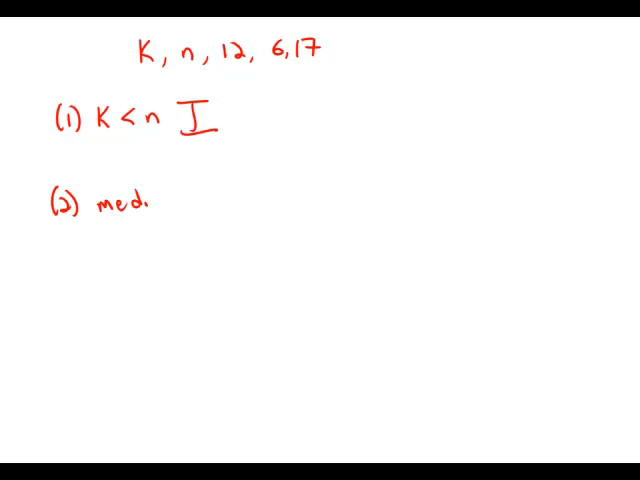 K, n, 12, 6, 17
(1) K < n I
(2) med.